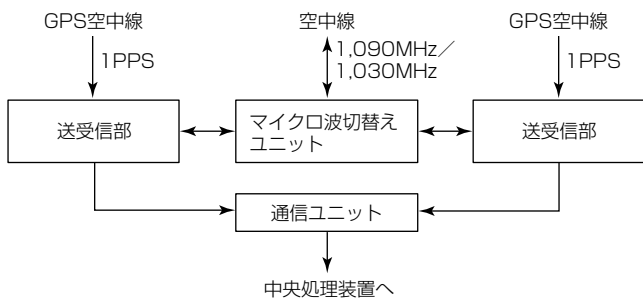 GPS空中線
空中線
GPS空中線
1PPS
1,090MHz／
1,030MHz
1PPS
送受信部
マイクロ波切替え
ユニット
送受信部
通信ユニット
中央処理装置へ